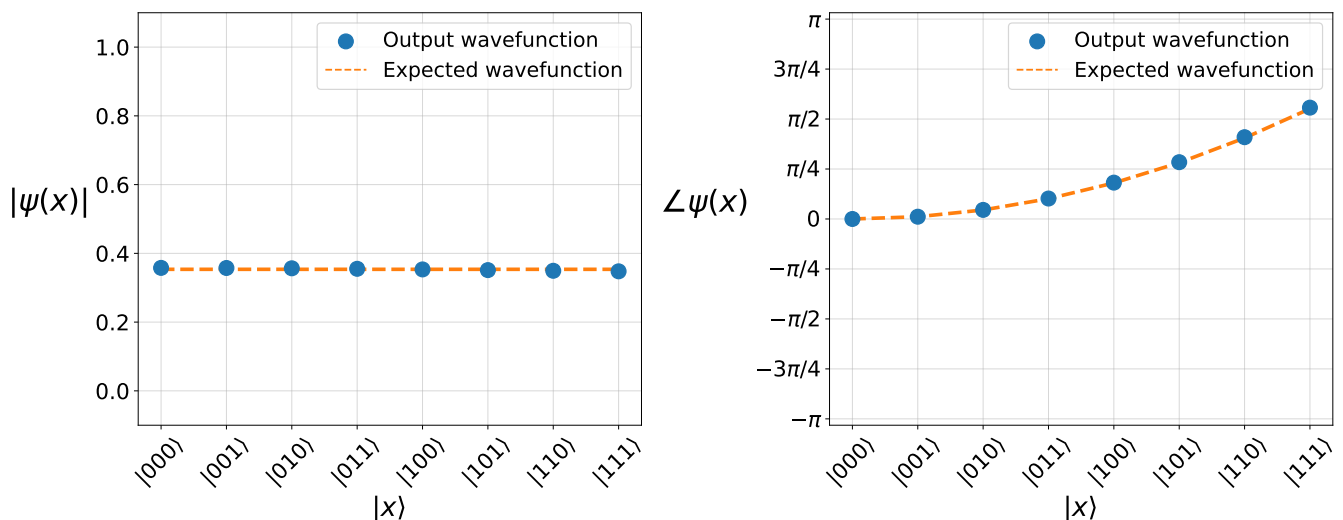 1.0
0.8
0.6
0.4
0.2
0.0
|ψ(x)|
Output wavefunction
Expected wavefunction
|000⟩
|001⟩
|010⟩
|011⟩
|100⟩
|101⟩
|110⟩
|111⟩
|x⟩
π
3π/4
π/2
π/4
0
−π/4
−π/2
−3π/4
−π
∠ψ(x)
Output wavefunction
Expected wavefunction
|000⟩
|001⟩
|010⟩
|011⟩
|100⟩
|101⟩
|110⟩
|111⟩
|x⟩